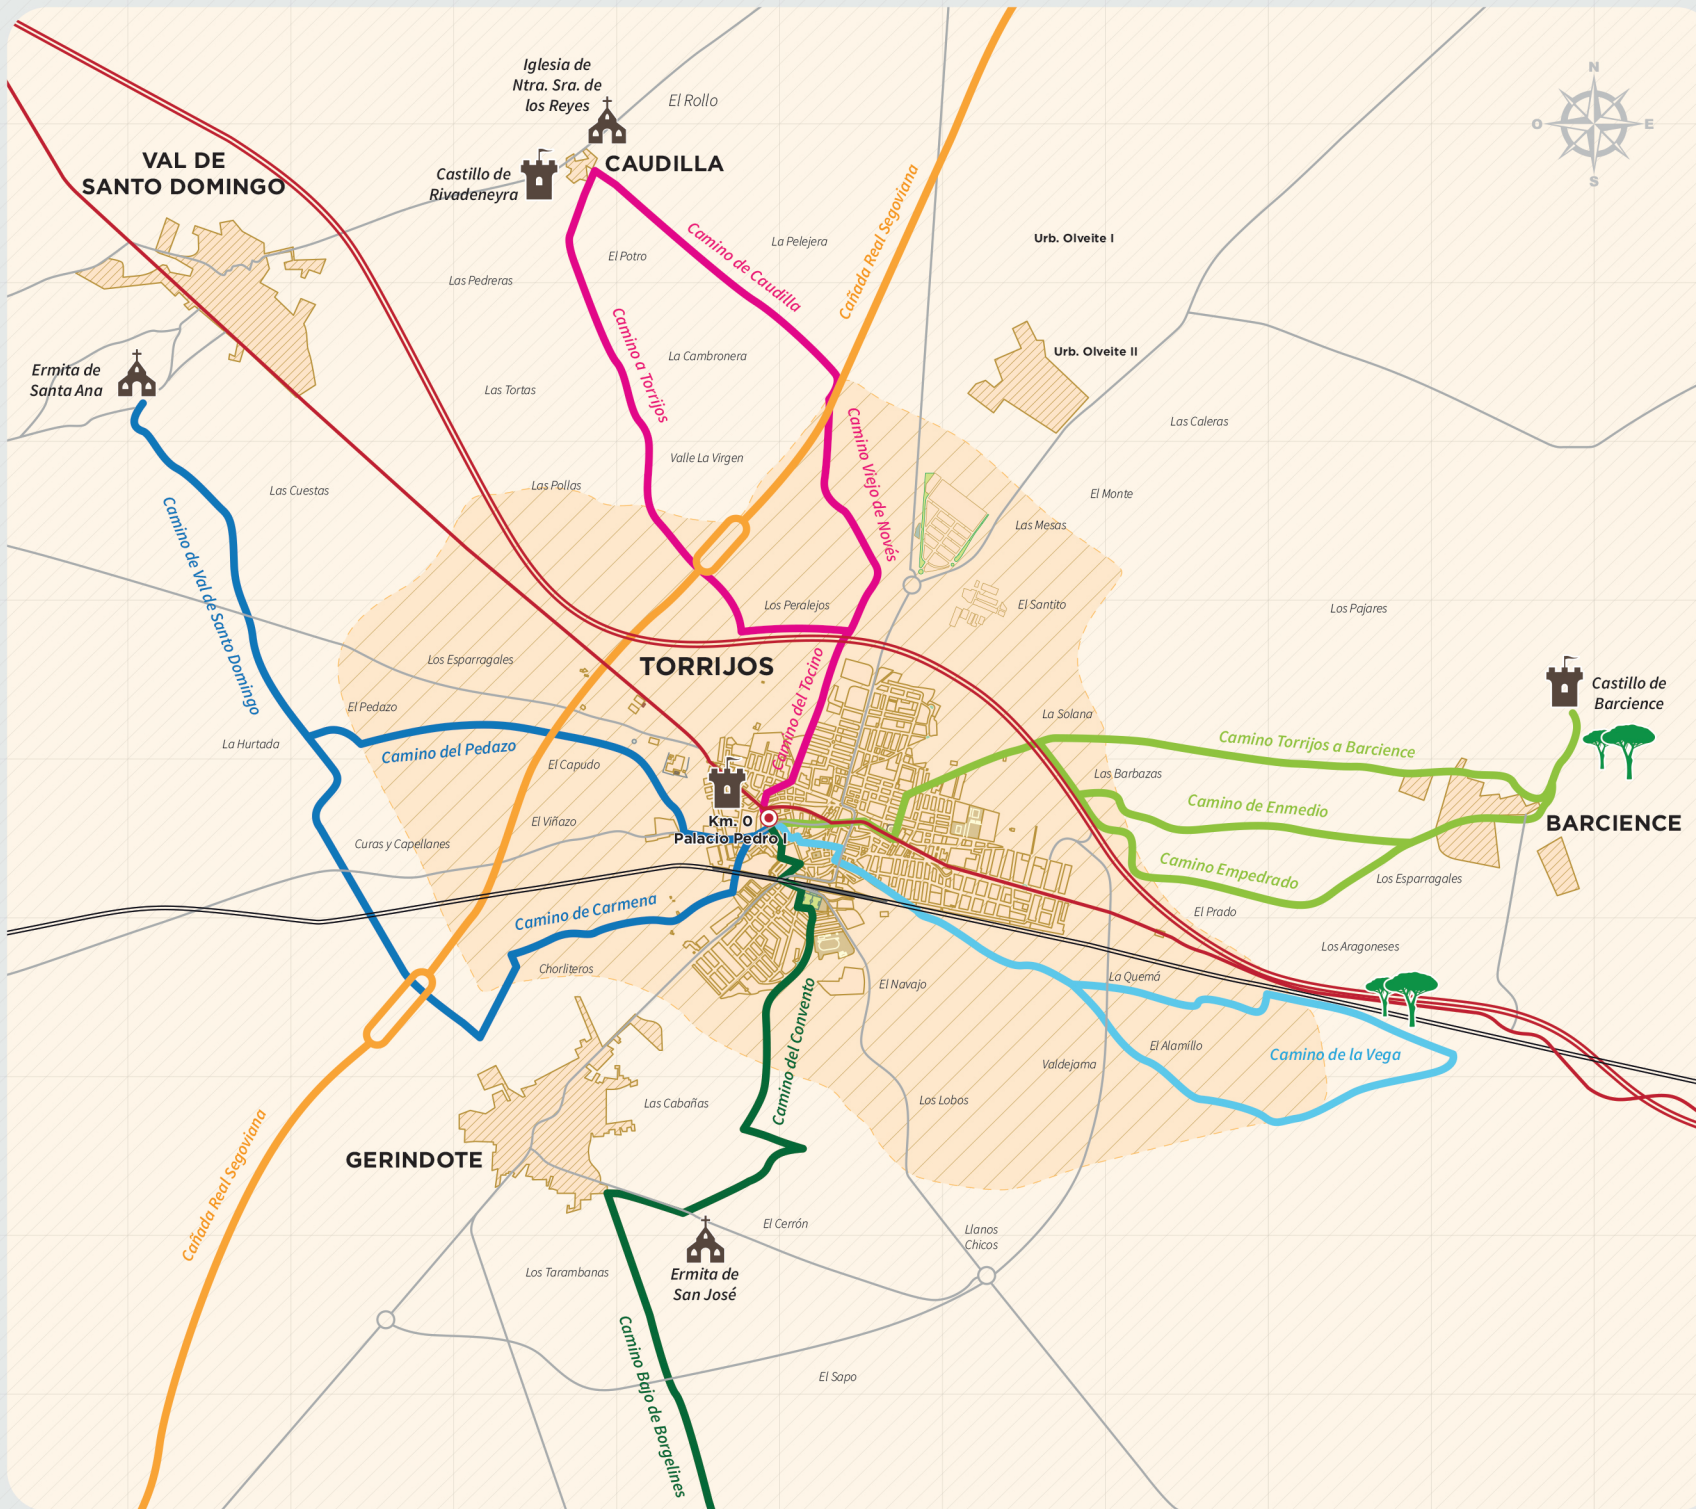 Iglesia de
Ntra. Sra. de
los Reyes
El Rollo
CAUDILLA
Castillo de
Rivadeneyra
VAL DE
SANTO DOMINGO
N
O
E
S
Cañada Real Segoviana
Camino de Caudilla
La Pelejera
Urb. Olveite I
El Potro
Las Pedreras
Camino a Torrijos
La Cambronera
Urb. Olveite II
Ermita de
Santa Ana
Las Tortas
Las Caleras
Camino Viejo de Novés
Valle La Virgen
Las Cuestas
Las Pollas
El Monte
Las Mesas
Camino de Val de Santo Domingo
Los Peralejos
El Santito
Los Pajares
Los Esparragales
TORRIJOS
Camino del Tocino
Castillo de
Barcience
El Pedazo
La Solana
La Hurtada
Camino del Pedazo
El Capudo
Camino Torrijos a Barcience
Las Barbazas
Camino de Enmedio
El Viñazo
Km. 0
Palacio Pedro I
BARCIENCE
Curas y Capellanes
Camino Empedrado
Los Esparragales
Camino de Carmena
El Prado
Los Aragoneses
Chorliteros
El Navajo
La Quemá
Camino del Convento
El Alamillo
Camino de la Vega
Valdejama
Las Cabañas
Los Lobos
Cañada Real Segoviana
GERINDOTE
El Cerrón
Llanos
Chicos
Los Tarambanas
Ermita de
San José
Camino Bajo de Borgelines
El Sapo